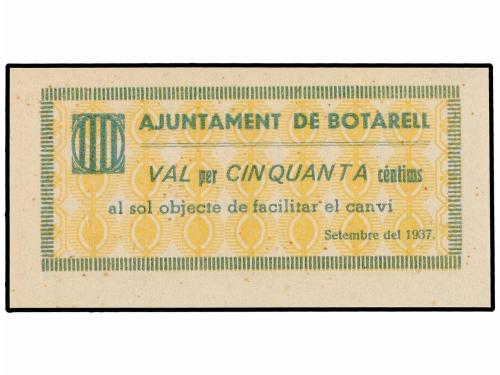 AJUNTAMENT DE BOTARELL
VAL per CINQUANTA cèntims
al sol objecte de facilitar el canvi
Setembre del 1937.